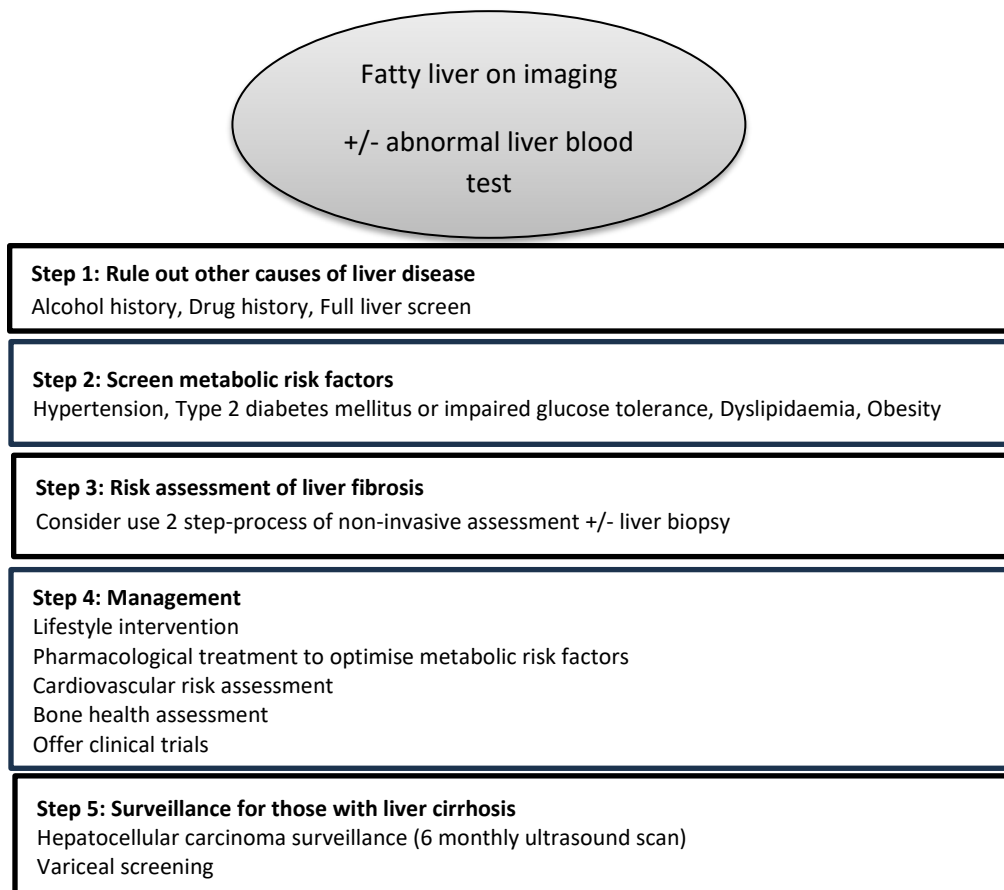 Fatty liver on imaging
+/- abnormal liver blood
test
Step 1: Rule out other causes of liver disease
Alcohol history, Drug history, Full liver screen
Step 2: Screen metabolic risk factors
Hypertension, Type 2 diabetes mellitus or impaired glucose tolerance, Dyslipidaemia, Obesity
Step 3: Risk assessment of liver fibrosis
Consider use 2 step-process of non-invasive assessment +/- liver biopsy
Step 4: Management
Lifestyle intervention
Pharmacological treatment to optimise metabolic risk factors
Cardiovascular risk assessment
Bone health assessment
Offer clinical trials
Step 5: Surveillance for those with liver cirrhosis
Hepatocellular carcinoma surveillance (6 monthly ultrasound scan)
Variceal screening